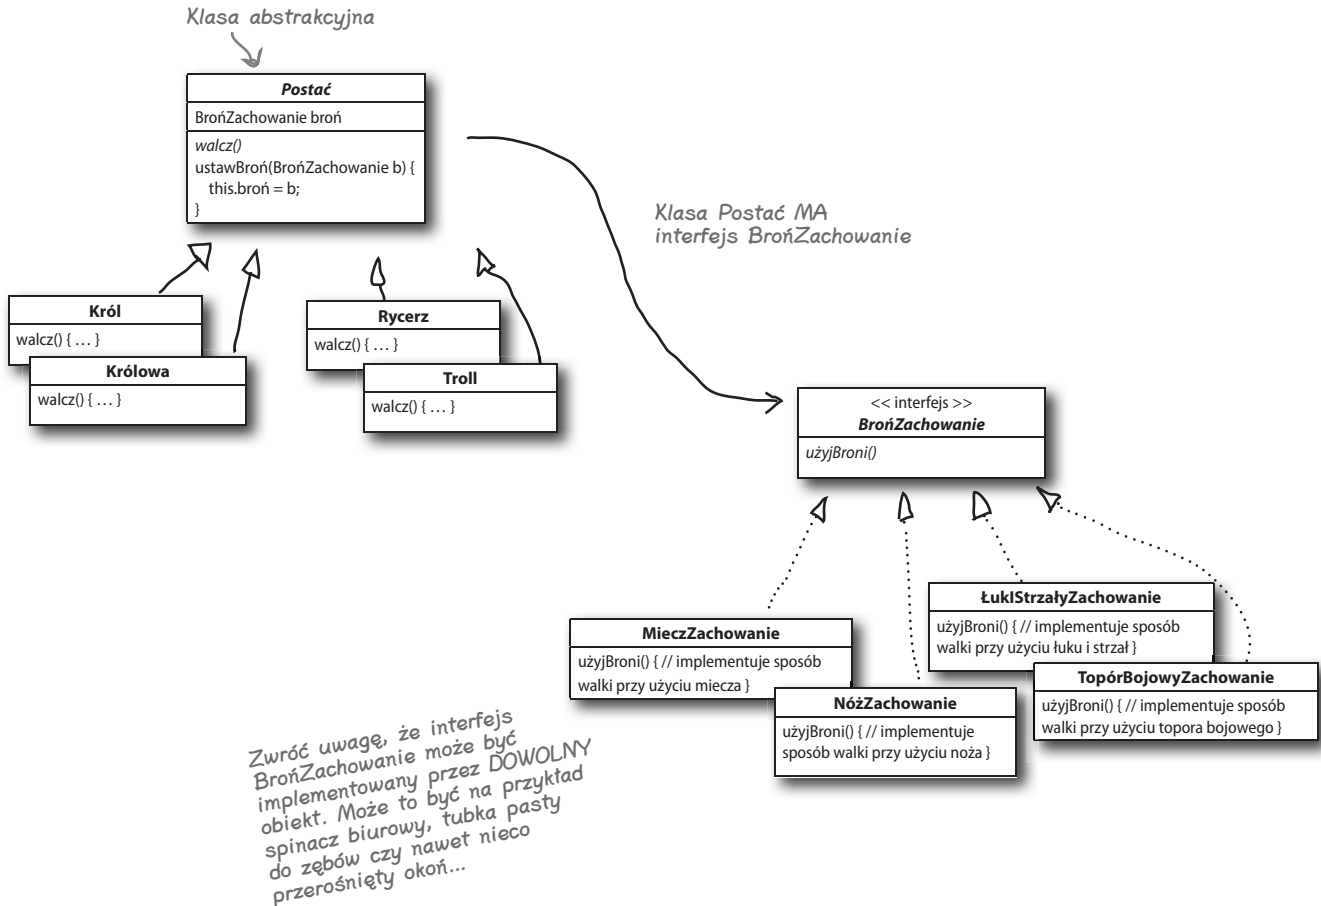 Klasa abstrakcyjna
Postać
BrońZachowanie broń
walcz()
ustawBroń(BrońZachowanie b) {
this.broń = b;
}
Klasa Postać MA
interfejs BrońZachowanie
Król
walcz() { … }
Królowa
walcz() { … }
Rycerz
walcz() { … }
Troll
walcz() { … }
<< interfejs >>
BrońZachowanie
użyjBroni()
MieczZachowanie
użyjBroni() { // implementuje sposób
walki przy użyciu miecza }
NóżZachowanie
użyjBroni() { // implementuje
sposób walki przy użyciu noża }
ŁukIStrzałyZachowanie
użyjBroni() { // implementuje sposób
walki przy użyciu łuku i strzał }
TopórBojowyZachowanie
użyjBroni() { // implementuje sposób
walki przy użyciu topora bojowego }
Zwróć uwagę, że interfejs
BrońZachowanie może być
implementowany przez DOWOLNY
obiekt. Może to być na przykład
spinacz biurowy, tubka pasty
do zębów czy nawet nieco
przerośnięty okoń...